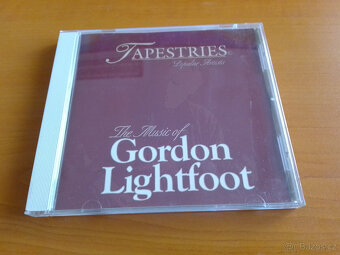 TAPESTRIES
Popular Artists
The Music of
Gordon
Lightfoot